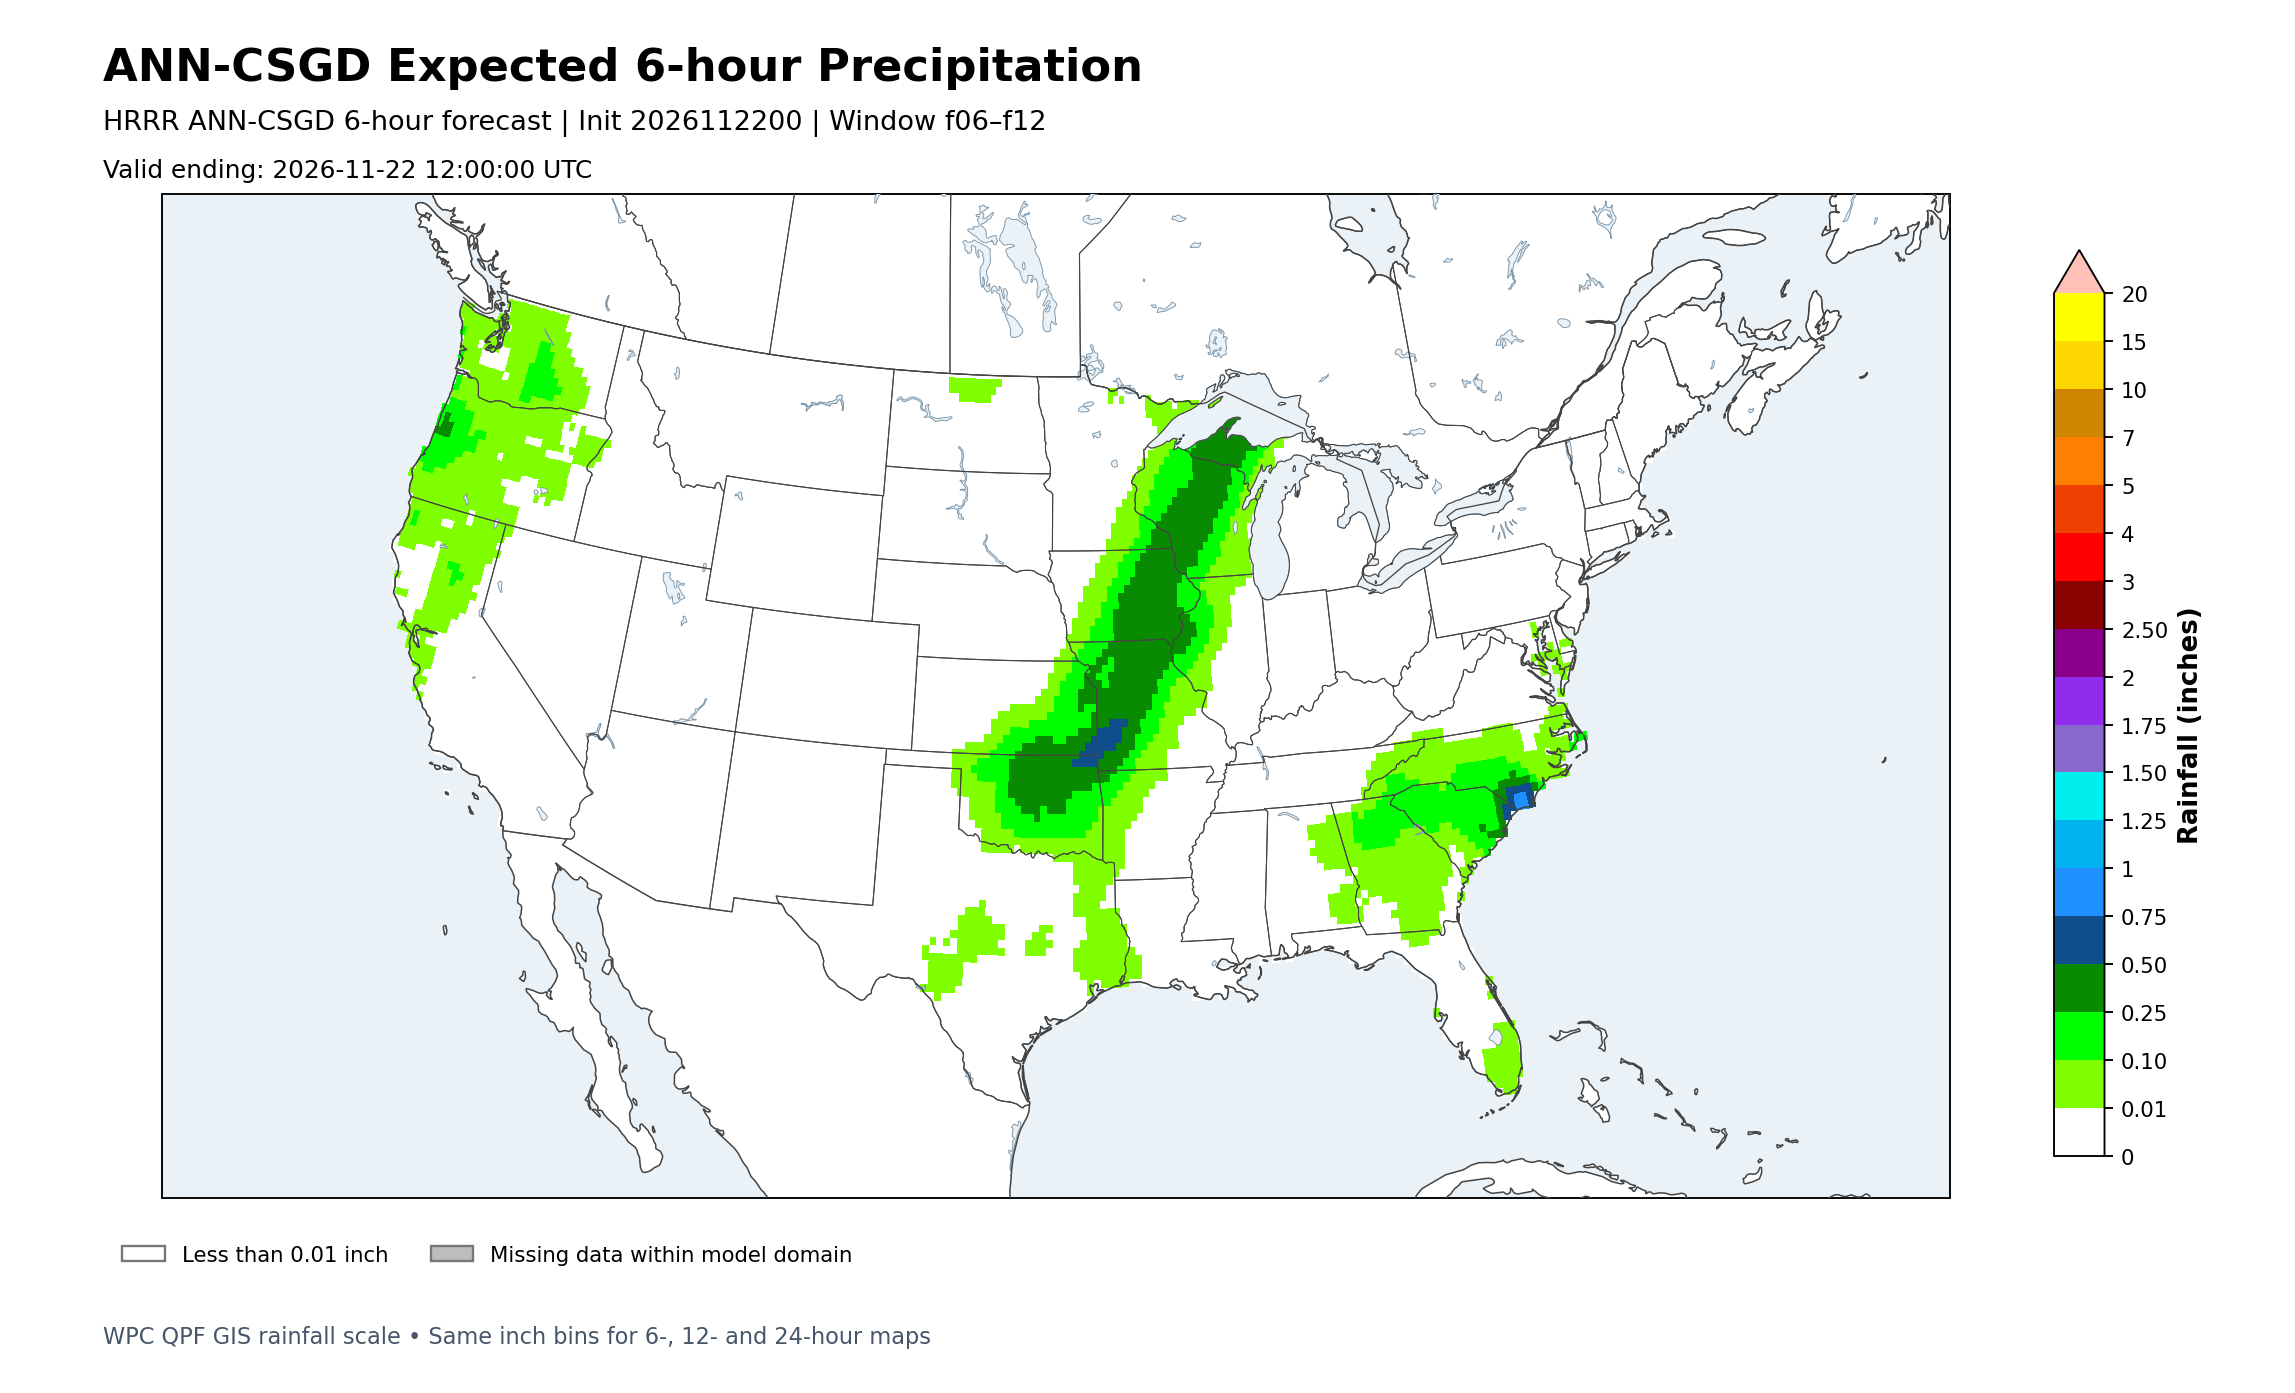 ANN-CSGD Expected 6-hour Precipitation
HRRR ANN-CSGD 6-hour forecast | Init 2026112200 | Window f06–f12
Valid ending: 2026-11-22 12:00:00 UTC
20
15
10
7
5
4
3
2.50
2
1.75
1.50
1.25
1
0.75
0.50
0.25
0.10
0.01
0
Rainfall (inches)
Less than 0.01 inch
Missing data within model domain
WPC QPF GIS rainfall scale • Same inch bins for 6-, 12- and 24-hour maps